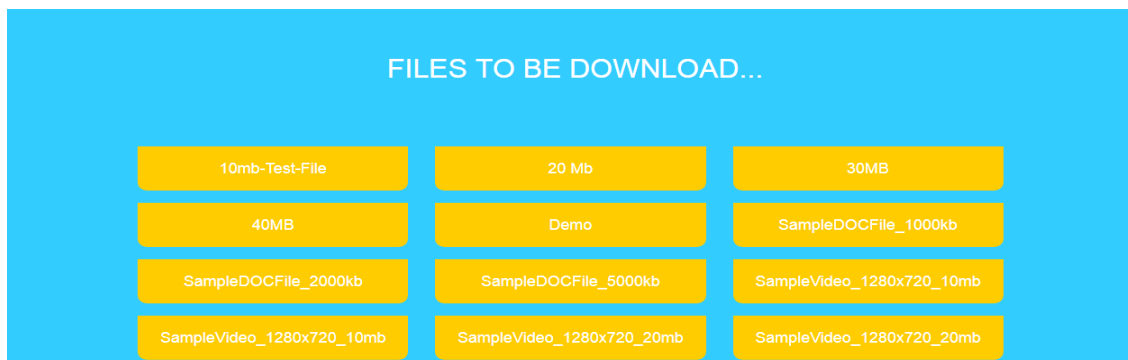 FILES TO BE DOWNLOAD...
10mb-Test-File
20 Mb
30MB
40MB
Demo
SampleDOCFile_1000kb
SampleDOCFile_2000kb
SampleDOCFile_5000kb
SampleVideo_1280x720_10mb
SampleVideo_1280x720_10mb
SampleVideo_1280x720_20mb
SampleVideo_1280x720_20mb